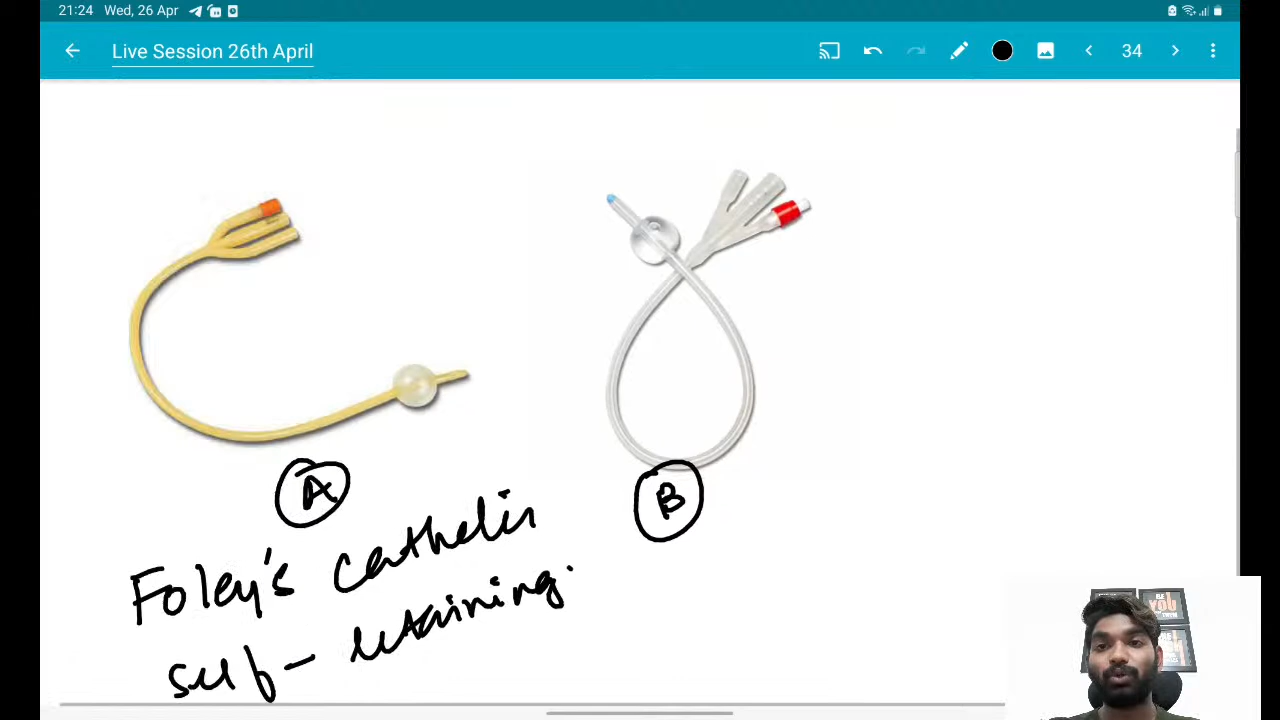 21:24 Wed, 26 Apr
Live Session 26th April
34
A
B
Foley's catheter
self-retaining.